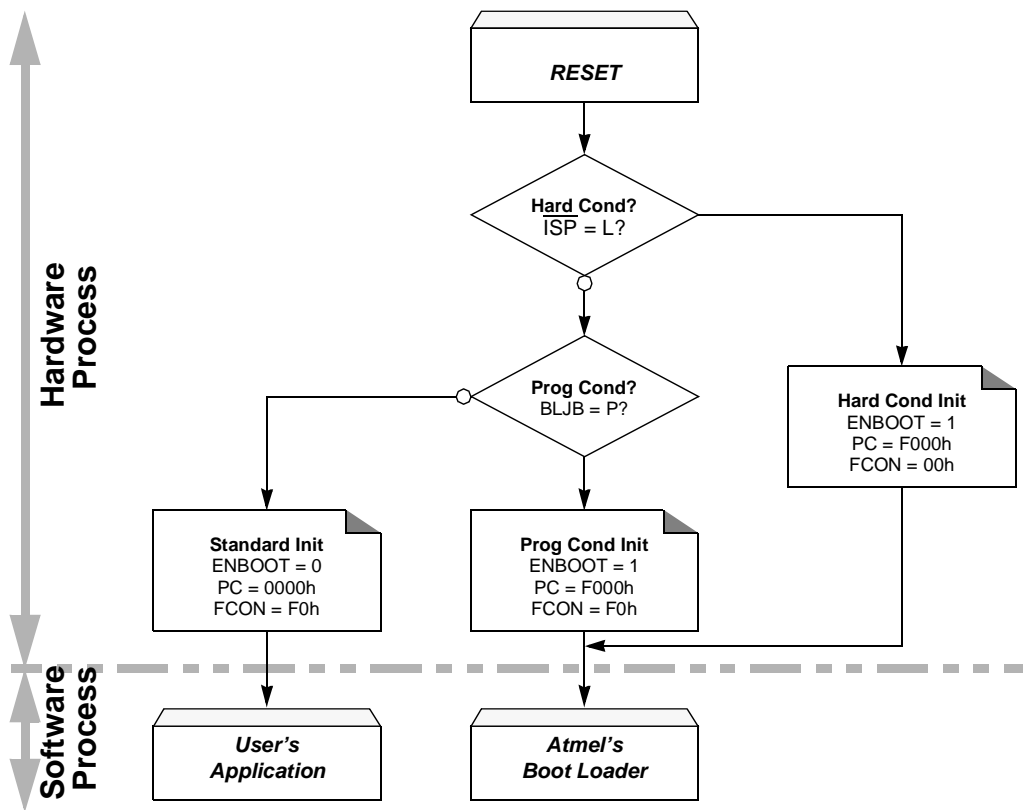 RESET
Hard Cond?
ISP = L?
Prog Cond?
BLJB = P?
Hard Cond Init
ENBOOT = 1
PC = F000h
FCON = 00h
Standard Init
ENBOOT = 0
PC = 0000h
FCON = F0h
Prog Cond Init
ENBOOT = 1
PC = F000h
FCON = F0h
User's
Application
Atmel's
Boot Loader
Hardware
Process
Software
Process